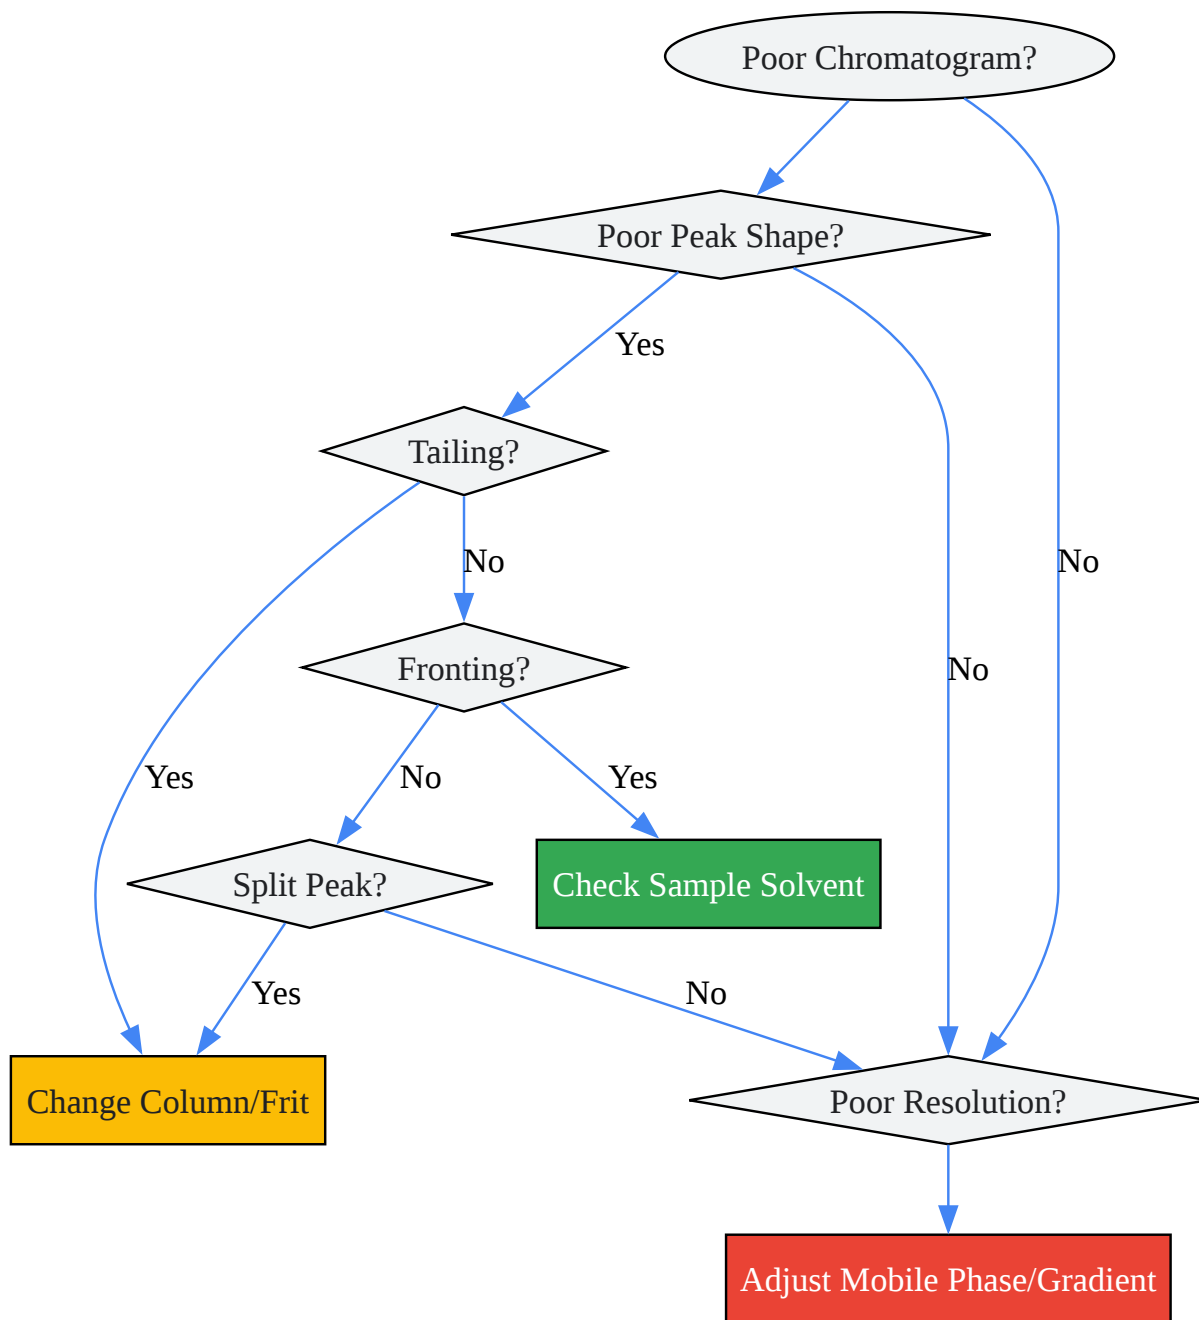 Poor Chromatogram?
Poor Peak Shape?
Yes
Tailing?
No
No
Fronting?
No
Yes
No
Yes
Split Peak?
Check Sample Solvent
Yes
No
Change Column/Frit
Poor Resolution?
Adjust Mobile Phase/Gradient